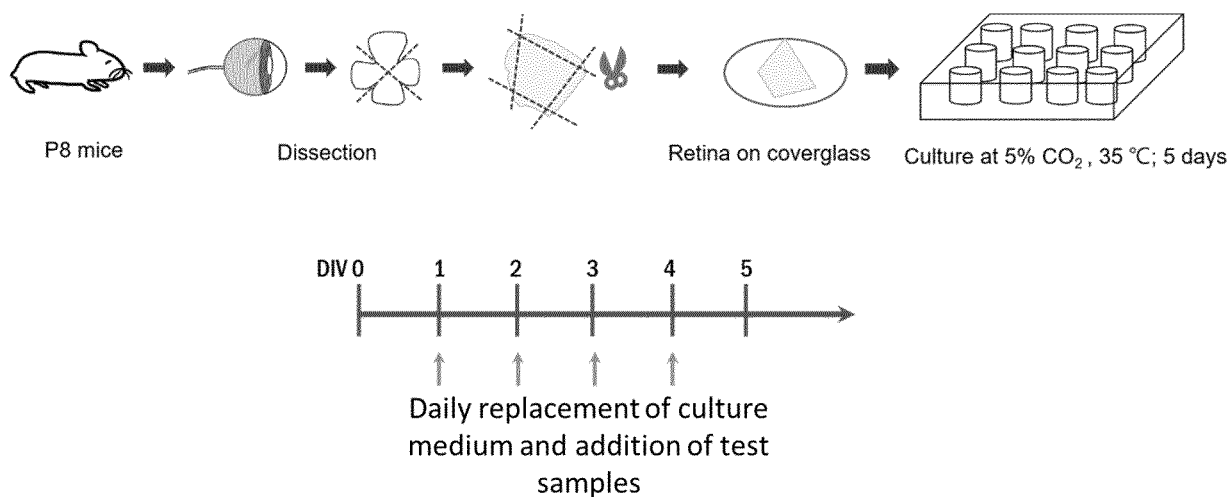 P8 mice
Dissection
Retina on coverglass
Culture at 5% CO₂ , 35 ℃; 5 days
DIV 0 1 2 3 4 5
Daily replacement of culture
medium and addition of test
samples